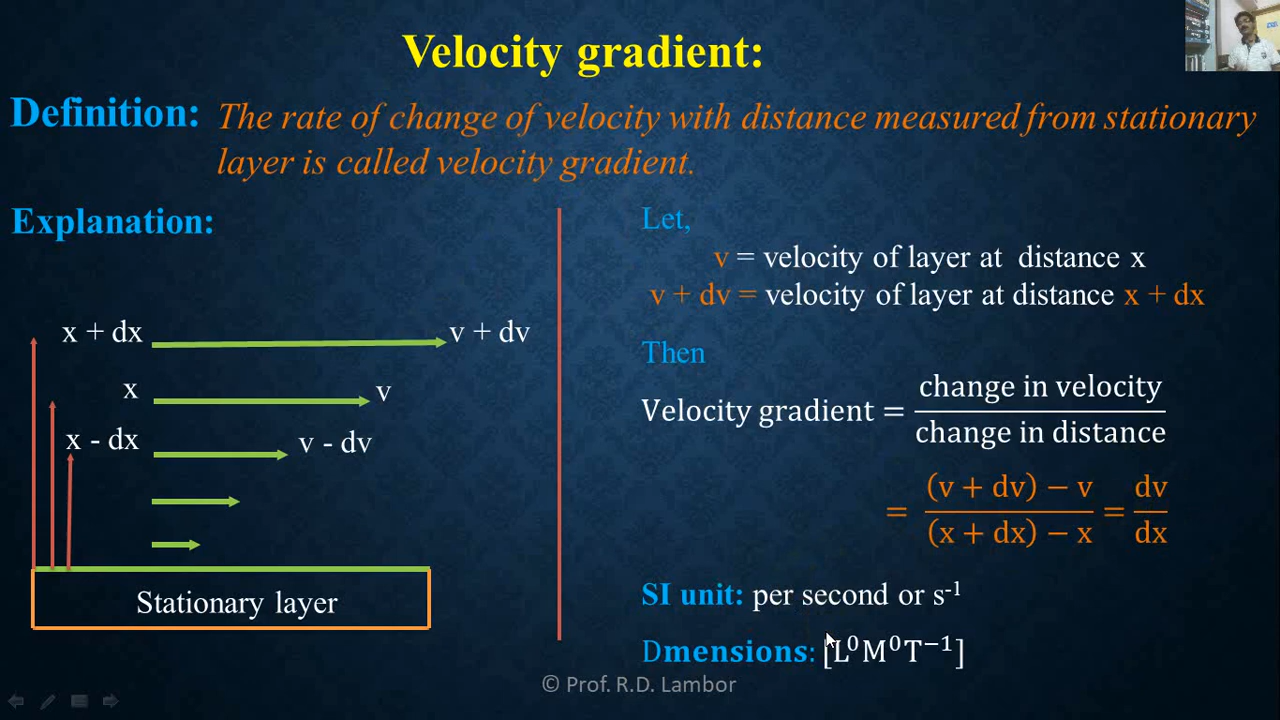 Velocity gradient:
Definition: The rate of change of velocity with distance measured from stationary
layer is called velocity gradient.
Explanation:
x + dx v + dv
x v
x - dx v - dv
Stationary layer
Let,
v = velocity of layer at distance x
v + dv = velocity of layer at distance x + dx
Then
Velocity gradient = change in velocity / change in distance
= (v + dv) − v / (x + dx) − x = dv / dx
SI unit: per second or s⁻¹
Dmensions: [L⁰M⁰T⁻¹]
© Prof. R.D. Lambor